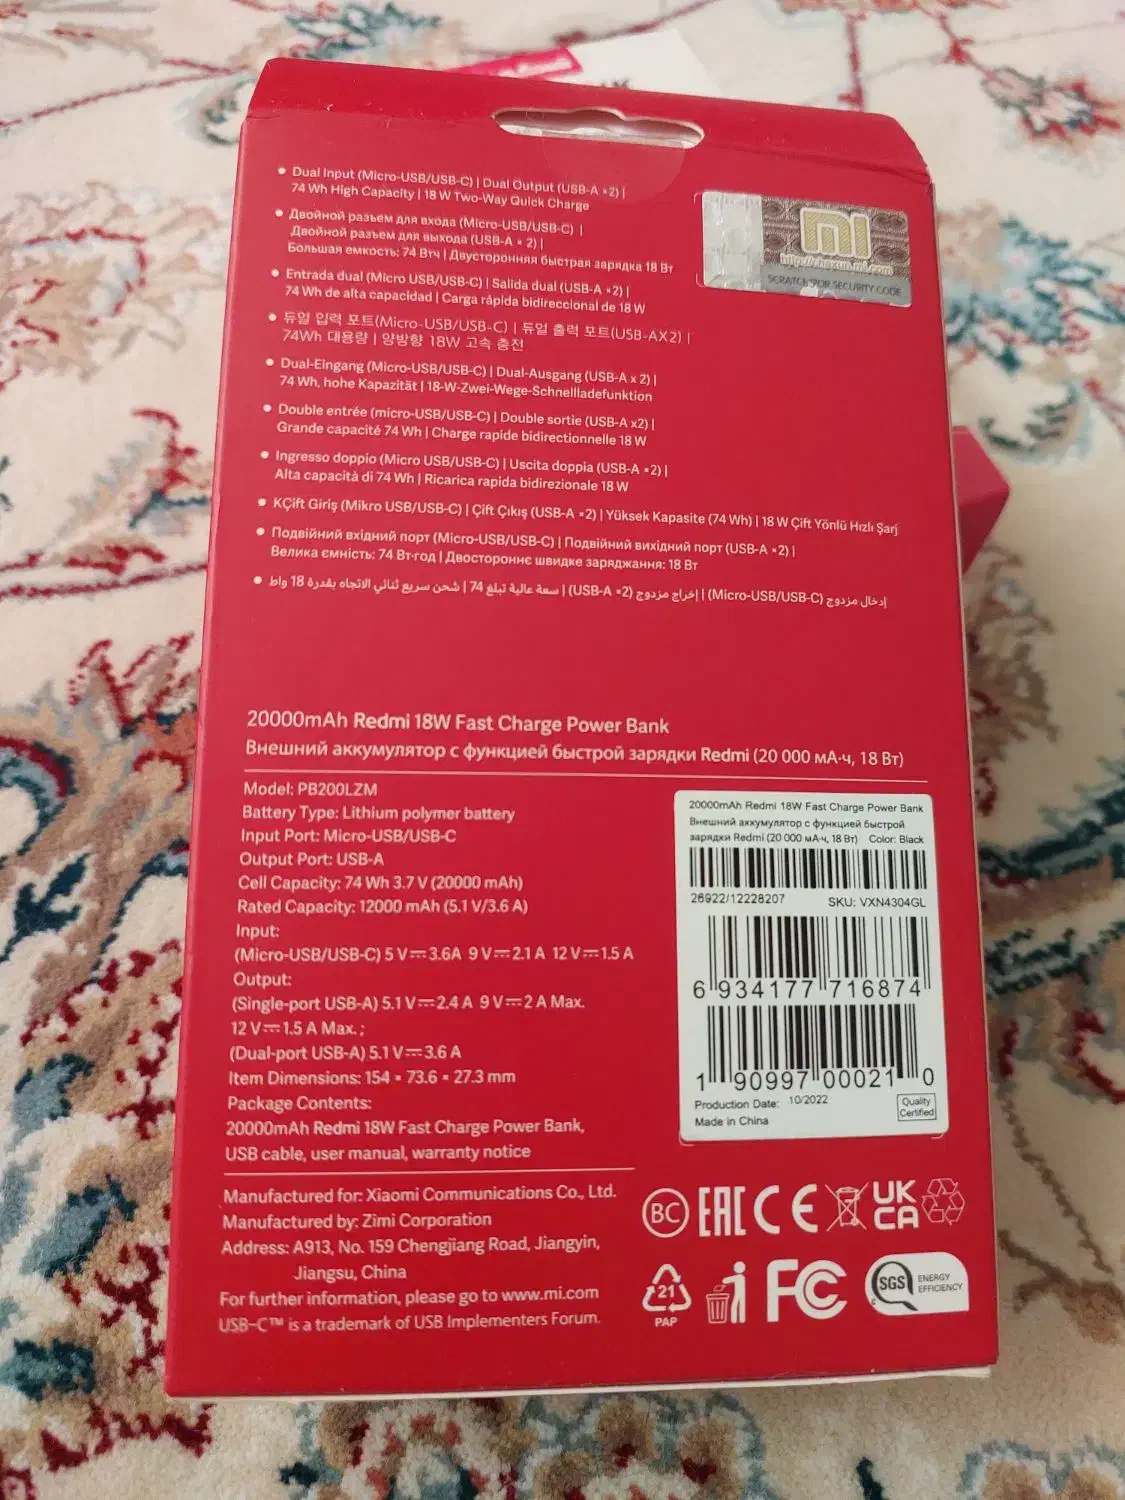 • Dual Input (Micro-USB/USB-C) | Dual Output (USB-A ×2) |
74 Wh High Capacity | 18 W Two-Way Quick Charge
• Двойной разъем для входа (Micro-USB/USB-C) |
Двойной разъем для выхода (USB-A × 2) |
Большая емкость: 74 Втч | Двусторонняя быстрая зарядка 18 Вт
• Entrada dual (Micro USB/USB-C) | Salida dual (USB-A ×2) |
74 Wh de alta capacidad | Carga rápida bidireccional de 18 W
• 듀얼 입력 포트(Micro-USB/USB-C) | 듀얼 출력 포트(USB-AX2) |
74Wh 대용량 | 양방향 18W 고속 충전
• Dual-Eingang (Micro-USB/USB-C) | Dual-Ausgang (USB-A x 2) |
74 Wh, hohe Kapazität | 18-W-Zwei-Wege-Schnellladefunktion
• Double entrée (micro-USB/USB-C) | Double sortie (USB-A x2) |
Grande capacité 74 Wh | Charge rapide bidirectionnelle 18 W
• Ingresso doppio (Micro USB/USB-C) | Uscita doppia (USB-A ×2) |
Alta capacità di 74 Wh | Ricarica rapida bidirezionale 18 W
• KÇift Giriş (Mikro USB/USB-C) | Çift Çıkış (USB-A ×2) | Yüksek Kapasite (74 Wh) | 18 W Çift Yönlü Hızlı Şarj
• Подвійний вхідний порт (Micro-USB/USB-C) | Подвійний вихідний порт (USB-A ×2) |
Велика ємність: 74 Вт·год | Двостороннє швидке заряджання: 18 Вт
• إدخال مزدوج (Micro-USB/USB-C) | إخراج مزدوج (USB-A ×2) | سعة عالية تبلغ 74 | شحن سريع ثنائي الاتجاه بقدرة 18 واط
mi
http://chaxun.mi.com
SCRATCH FOR SECURITY CODE
20000mAh Redmi 18W Fast Charge Power Bank
Внешний аккумулятор с функцией быстрой зарядки Redmi (20 000 мА·ч, 18 Вт)
Model: PB200LZM
Battery Type: Lithium polymer battery
Input Port: Micro-USB/USB-C
Output Port: USB-A
Cell Capacity: 74 Wh 3.7 V (20000 mAh)
Rated Capacity: 12000 mAh (5.1 V/3.6 A)
Input:
(Micro-USB/USB-C) 5 V⎓3.6A 9 V⎓2.1 A 12 V⎓1.5 A
Output:
(Single-port USB-A) 5.1 V⎓2.4 A 9 V⎓2 A Max.
12 V⎓1.5 A Max. ;
(Dual-port USB-A) 5.1 V⎓3.6 A
Item Dimensions: 154 × 73.6 × 27.3 mm
Package Contents:
20000mAh Redmi 18W Fast Charge Power Bank,
USB cable, user manual, warranty notice
Manufactured for: Xiaomi Communications Co., Ltd.
Manufactured by: Zimi Corporation
Address: A913, No. 159 Chengjiang Road, Jiangyin,
Jiangsu, China
For further information, please go to www.mi.com
USB-C™ is a trademark of USB Implementers Forum.
20000mAh Redmi 18W Fast Charge Power Bank
Внешний аккумулятор с функцией быстрой
зарядки Redmi (20 000 мА·ч, 18 Вт) Color: Black
26922/12228207 SKU: VXN4304GL
6 934177 716874
1 90997 00021 0
Production Date: 10/2022
Made in China
Quality
Certified
BC EAC CE UK
CA
21
PAP
FC
SGS ENERGY
EFFICIENCY